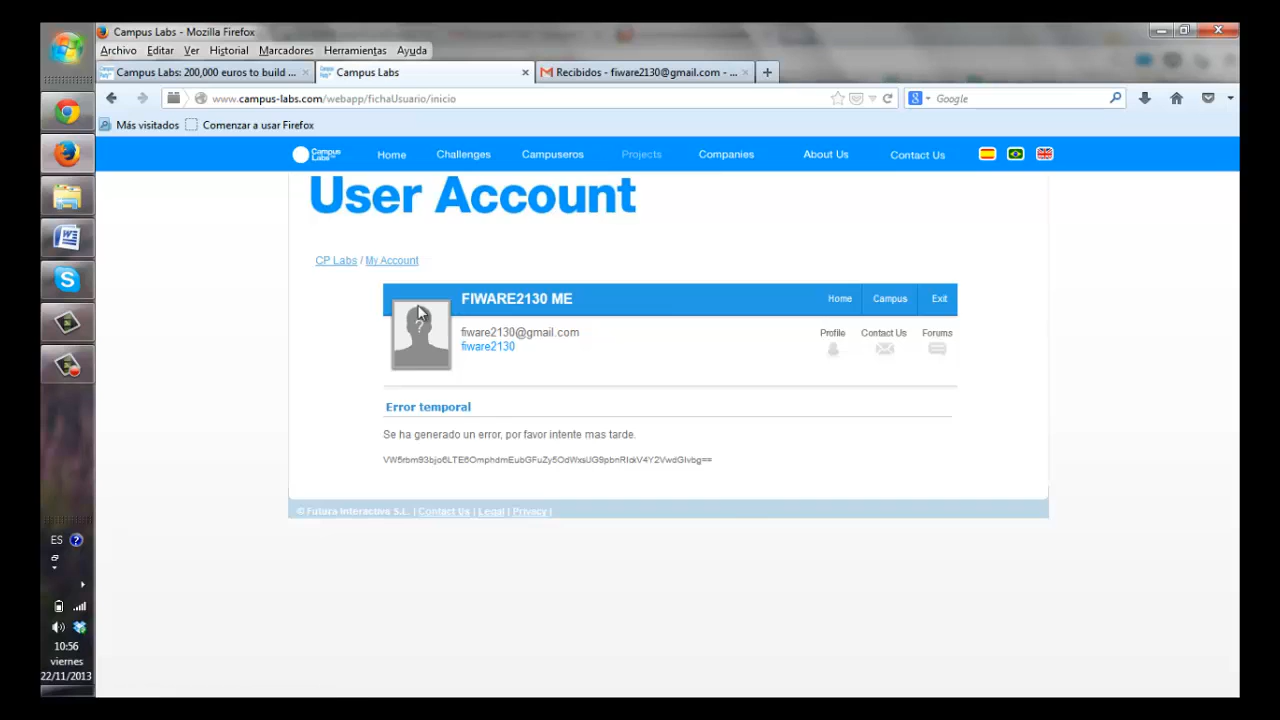 Campus Labs - Mozilla Firefox
Archivo Editar Ver Historial Marcadores Herramientas Ayuda
Campus Labs: 200,000 euros to build ... Campus Labs Recibidos - fiware2130@gmail.com - ...
www.campus-labs.com/webapp/fichaUsuario/inicio Google
Más visitados Comenzar a usar Firefox
Campus Labs Home Challenges Campuseros Projects Companies About Us Contact Us
User Account
CP Labs / My Account
FIWARE2130 ME Home Campus Exit
fiware2130@gmail.com Profile Contact Us Forums
fiware2130
Error temporal
Se ha generado un error, por favor intente mas tarde.
© Futura Interactive S.L. | Contact Us | Legal | Privacy |
ES
10:56
viernes
22/11/2013